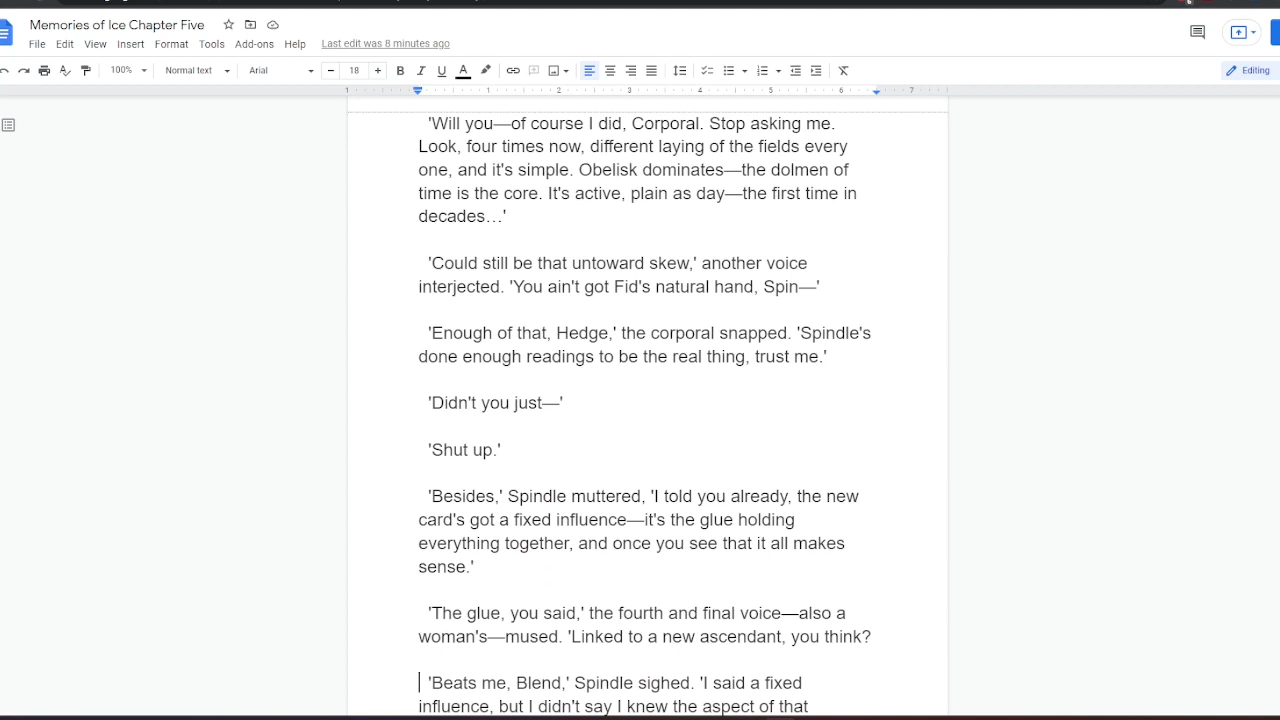 Memories of Ice Chapter Five
File Edit View Insert Format Tools Add-ons Help Last edit was 8 minutes ago
100% Normal text Arial 18 B I U A Editing
1 1 2 3 4 5 6 7
'Will you—of course I did, Corporal. Stop asking me.
Look, four times now, different laying of the fields every
one, and it's simple. Obelisk dominates—the dolmen of
time is the core. It's active, plain as day—the first time in
decades…'
'Could still be that untoward skew,' another voice
interjected. 'You ain't got Fid's natural hand, Spin—'
'Enough of that, Hedge,' the corporal snapped. 'Spindle's
done enough readings to be the real thing, trust me.'
'Didn't you just—'
'Shut up.'
'Besides,' Spindle muttered, 'I told you already, the new
card's got a fixed influence—it's the glue holding
everything together, and once you see that it all makes
sense.'
'The glue, you said,' the fourth and final voice—also a
woman's—mused. 'Linked to a new ascendant, you think?
'Beats me, Blend,' Spindle sighed. 'I said a fixed
influence, but I didn't say I knew the aspect of that